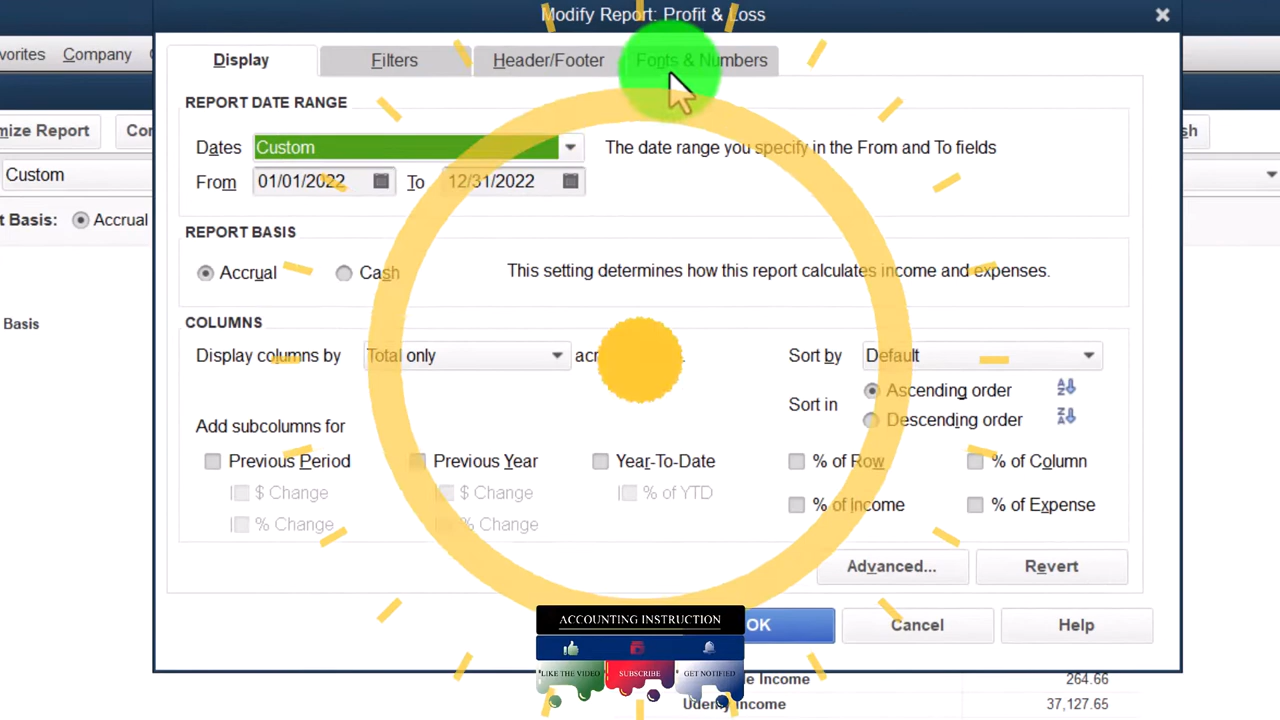 Modify Report: Profit & Loss
vorites Company
Display Filters Header/Footer Fonts & Numbers
REPORT DATE RANGE
mize Report
sh
Dates Custom The date range you specify in the From and To fields
Custom
From 01/01/2022 To 12/31/2022
t Basis: Accrual
REPORT BASIS
Accrual Cash This setting determines how this report calculates income and expenses.
Basis
COLUMNS
Display columns by Total only acr Sort by Default
Sort in Ascending order
Descending order
Add subcolumns for
Previous Period Previous Year Year-To-Date % of Row % of Column
$ Change $ Change % of YTD
% of Income % of Expense
% Change % Change
Advanced... Revert
OK Cancel Help
ACCOUNTING INSTRUCTION
LIKE THE VIDEO SUBSCRIBE GET NOTIFIED
le Income 264.66
Udemy Income 37,127.65